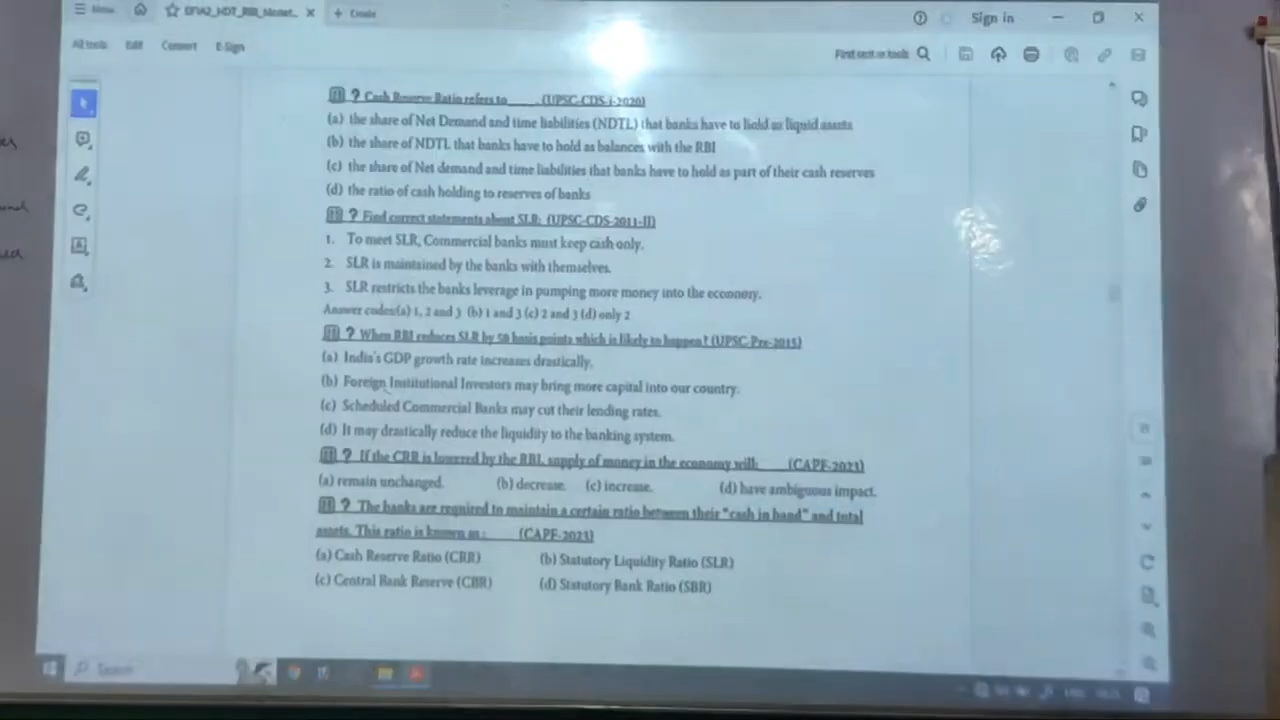 Menu
EFVA2_HDT_RBI_Monet...
+ Create
Sign in
All tools Edit Convert E-Sign
Find text or tools
? Cash Reserve Ratio refers to____. (UPSC-CDS-i-2020)
(a) the share of Net Demand and time liabilities (NDTL) that banks have to hold as liquid assets
(b) the share of NDTL that banks have to hold as balances with the RBI
(c) the share of Net demand and time liabilities that banks have to hold as part of their cash reserves
(d) the ratio of cash holding to reserves of banks
? Find correct statements about SLR: (UPSC-CDS-2011-II)
1. To meet SLR, Commercial banks must keep cash only.
2. SLR is maintained by the banks with themselves.
3. SLR restricts the banks leverage in pumping more money into the economy.
Answer codes:(a) 1, 2 and 3 (b) 1 and 3 (c) 2 and 3 (d) only 2
? When RBI reduces SLR by 50 basis points which is likely to happen? (UPSC-Pre-2015)
(a) India's GDP growth rate increases drastically.
(b) Foreign Institutional Investors may bring more capital into our country.
(c) Scheduled Commercial Banks may cut their lending rates.
(d) It may drastically reduce the liquidity to the banking system.
? If the CRR is lowered by the RBI, supply of money in the economy will: ____ (CAPF-2023)
(a) remain unchanged. (b) decrease. (c) increase. (d) have ambiguous impact.
? The banks are required to maintain a certain ratio between their "cash in hand" and total
assets. This ratio is known as : ____ (CAPF-2023)
(a) Cash Reserve Ratio (CRR) (b) Statutory Liquidity Ratio (SLR)
(c) Central Bank Reserve (CBR) (d) Statutory Bank Ratio (SBR)
Search